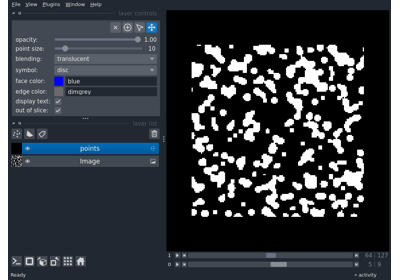 File View Plugins Window Help
layer controls
opacity: 1.00
point size: 10
blending: translucent
symbol: disc
face color: blue
edge color: dimgrey
display text:
out of slice:
layer list
points
Image
1 64 127
0 5 9
Ready activity